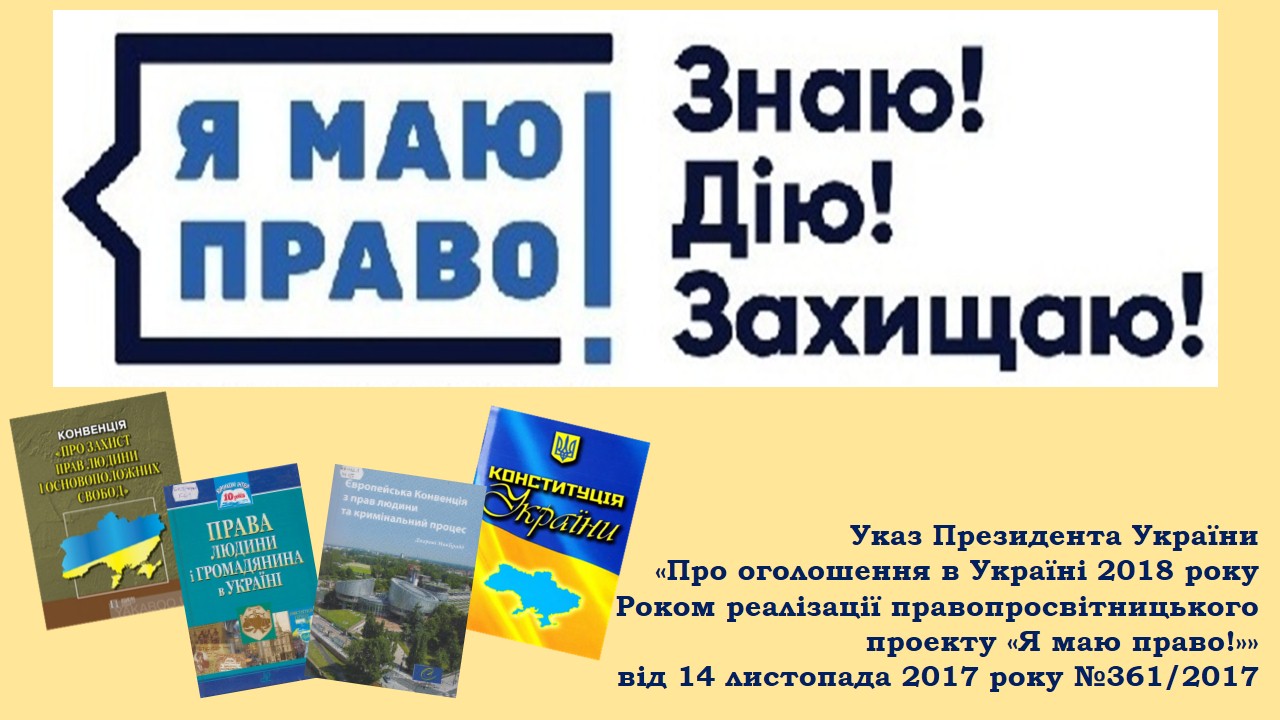 Я МАЮ
ПРАВО!
Знаю!
Дію!
Захищаю!
КОНВЕНЦІЯ
«ПРО ЗАХИСТ
ПРАВ ЛЮДИНИ
І ОСНОВОПОЛОЖНИХ
СВОБОД»
10 років
ПРАВА
ЛЮДИНИ
і ГРОМАДЯНИНА
в УКРАЇНІ
Європейська Конвенція
з прав людини
та кримінальний процес
КОНСТИТУЦІЯ
України
Указ Президента України
«Про оголошення в Україні 2018 року
Роком реалізації правопросвітницького
проекту «Я маю право!»»
від 14 листопада 2017 року №361/2017